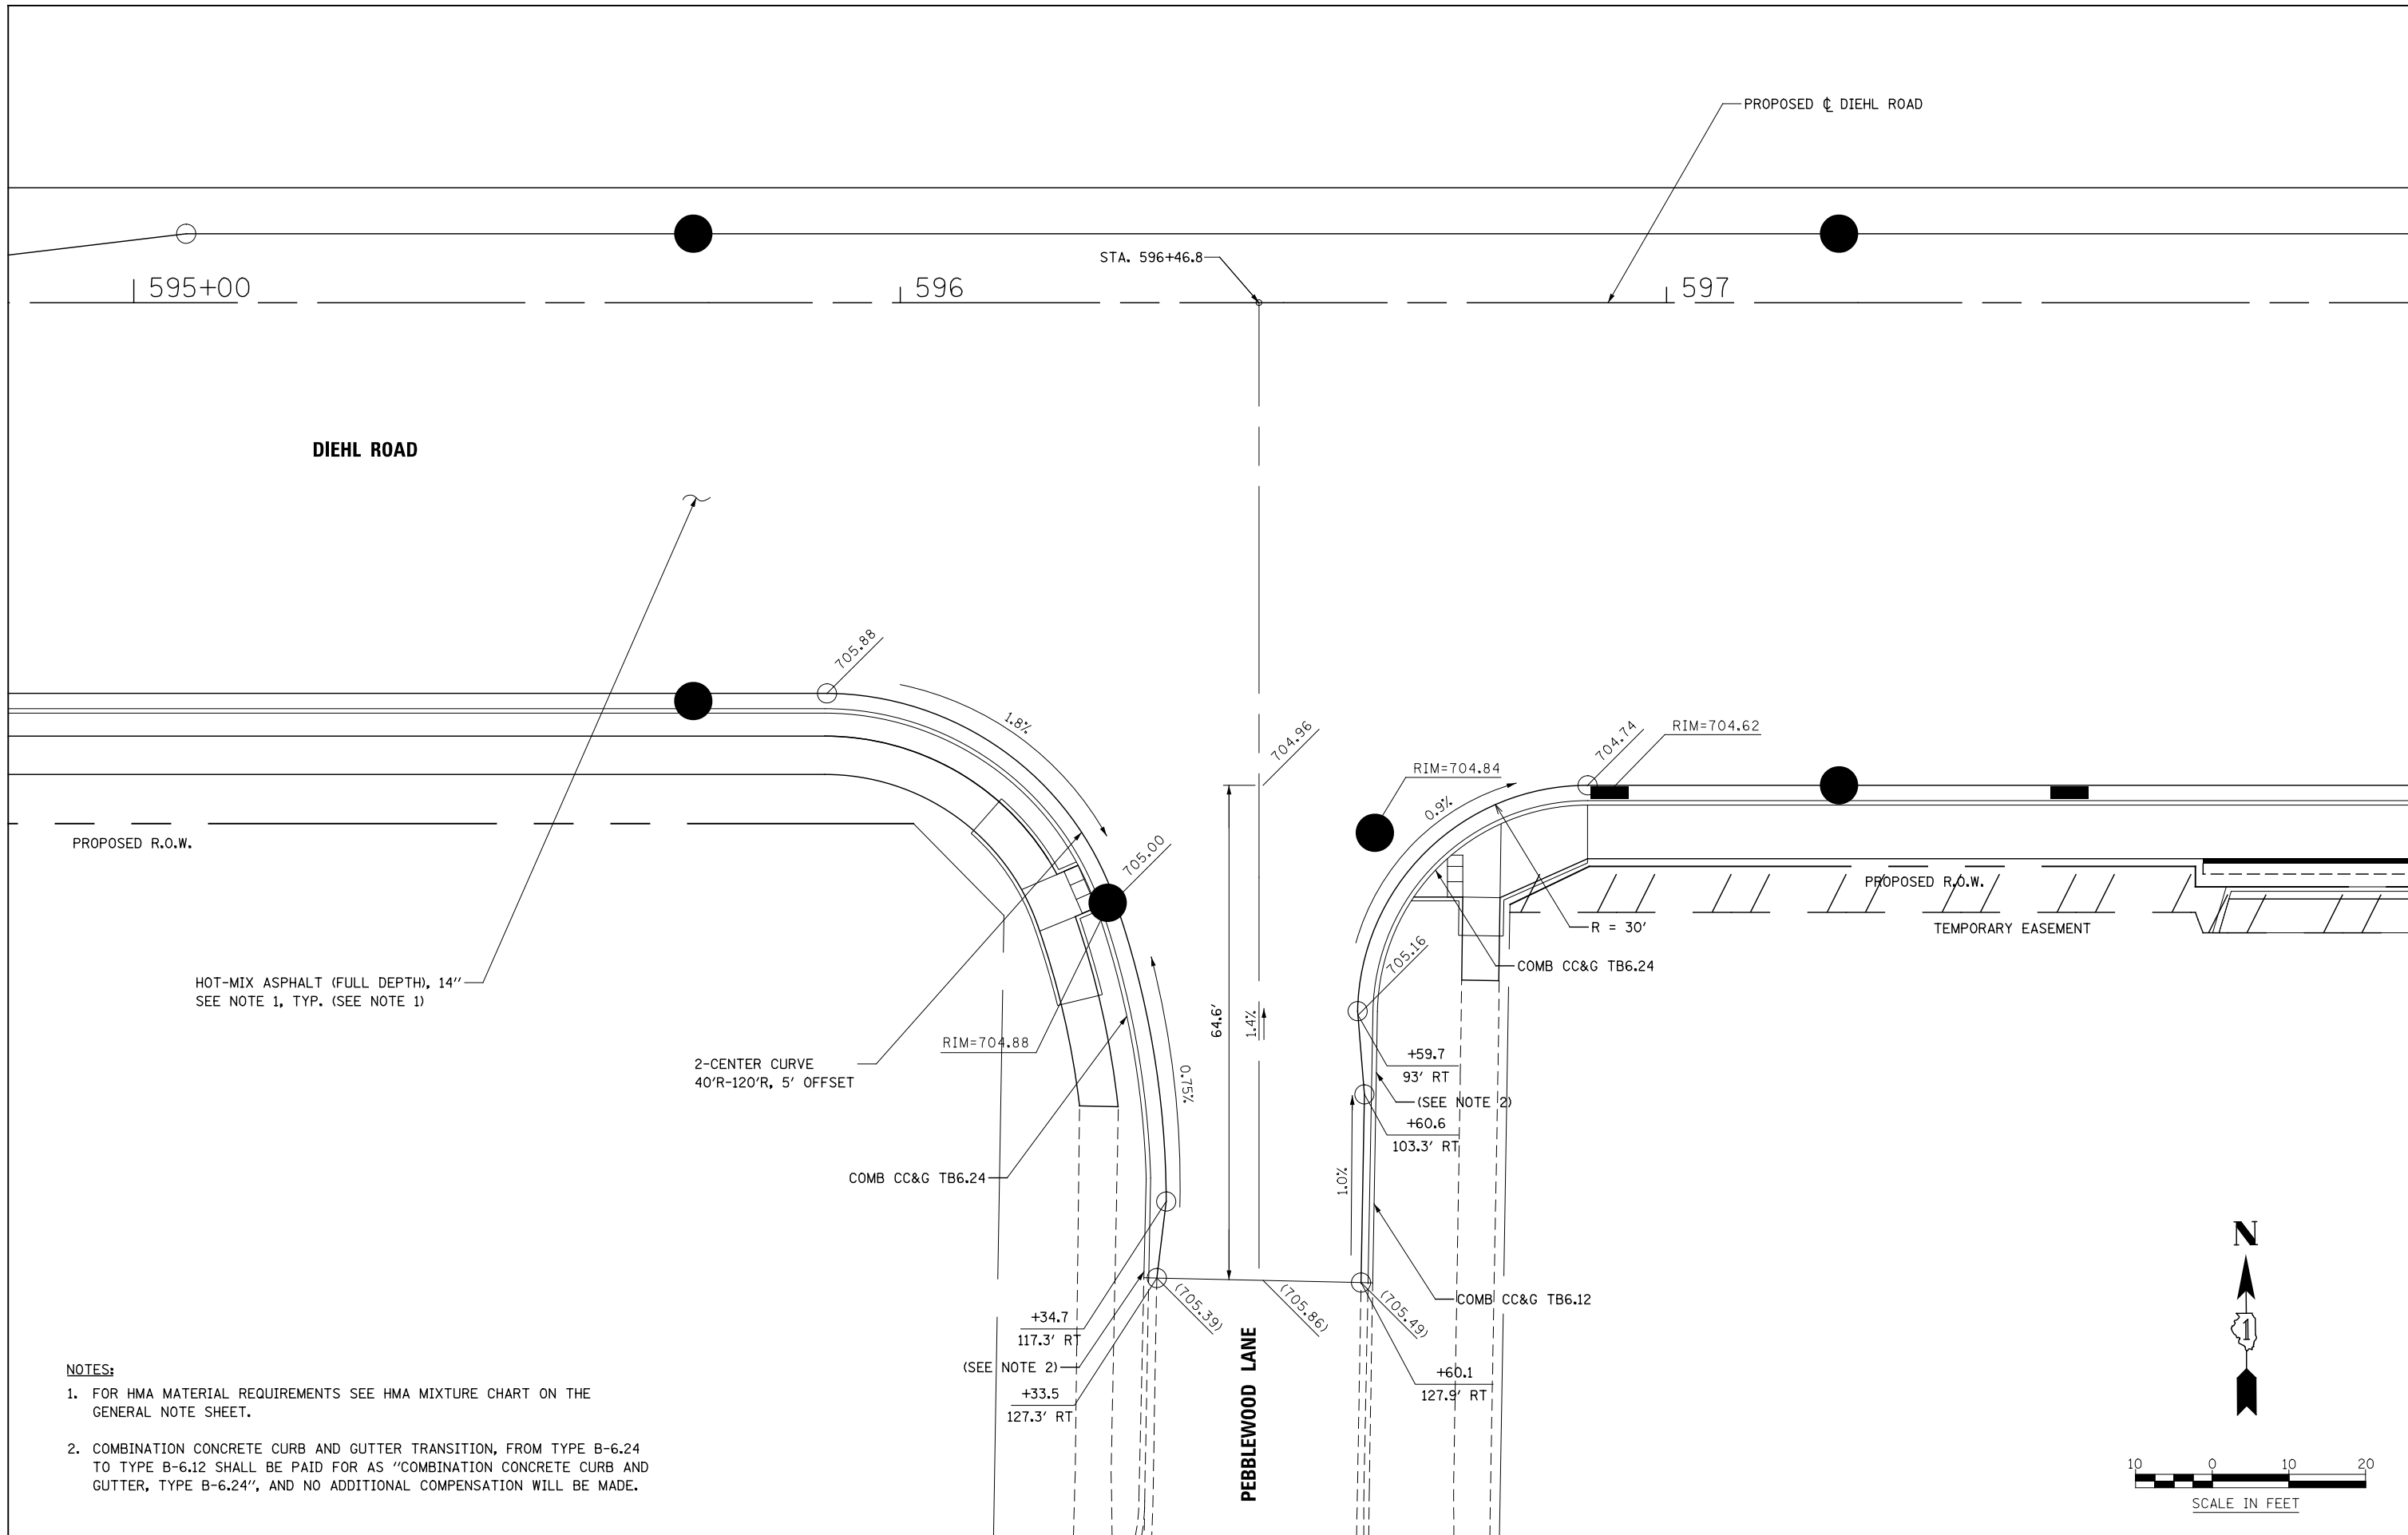 PROPOSED ℄ DIEHL ROAD
STA. 596+46.8
595+00
596
597
DIEHL ROAD
705.88
1.8%
704.96
704.74
RIM=704.62
RIM=704.84
0.9%
PROPOSED R.O.W.
705.00
PROPOSED R.O.W.
R = 30'
TEMPORARY EASEMENT
705.16
COMB CC&G TB6.24
HOT-MIX ASPHALT (FULL DEPTH), 14"
SEE NOTE 1, TYP. (SEE NOTE 1)
64.6'
1.4%
RIM=704.88
2-CENTER CURVE
40'R-120'R, 5' OFFSET
0.75%
+59.7
93' RT
(SEE NOTE 2)
+60.6
103.3' RT
COMB CC&G TB6.24
1.0%
(705.39)
(705.86)
(705.49)
COMB CC&G TB6.12
+34.7
117.3' RT
(SEE NOTE 2)
+33.5
127.3' RT
+60.1
127.9' RT
PEBBLEWOOD LANE
NOTES:
1. FOR HMA MATERIAL REQUIREMENTS SEE HMA MIXTURE CHART ON THE
GENERAL NOTE SHEET.
2. COMBINATION CONCRETE CURB AND GUTTER TRANSITION, FROM TYPE B-6.24
TO TYPE B-6.12 SHALL BE PAID FOR AS "COMBINATION CONCRETE CURB AND
GUTTER, TYPE B-6.24", AND NO ADDITIONAL COMPENSATION WILL BE MADE.
N
1
10 0 10 20
SCALE IN FEET